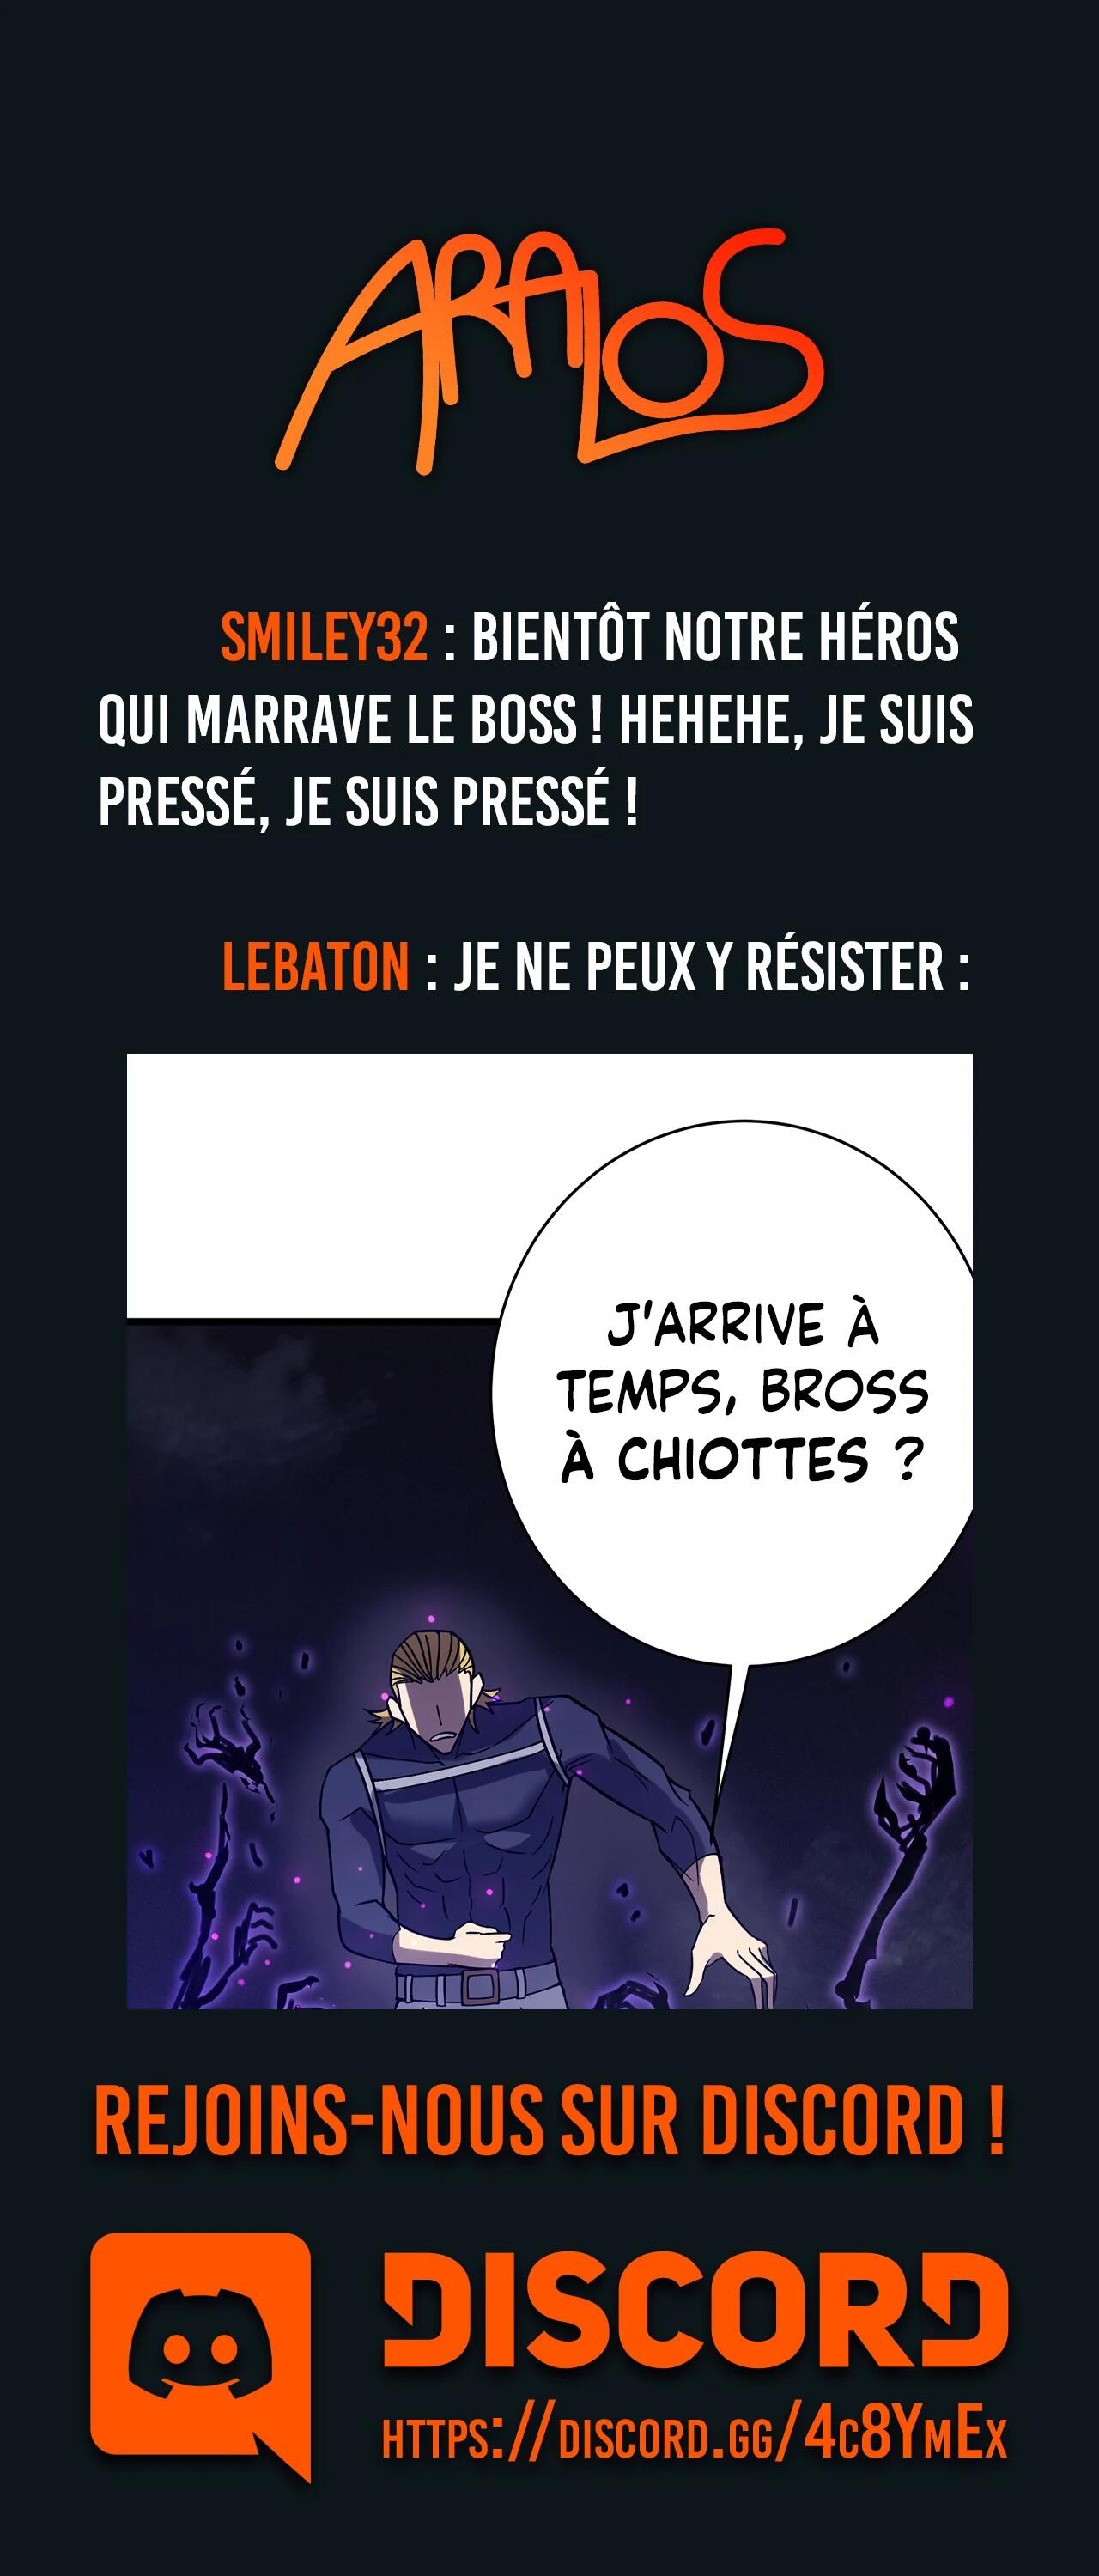 ARALOS
SMILEY32 : BIENTÔT NOTRE HÉROS
QUI MARRAVE LE BOSS ! HEHEHE, JE SUIS
PRESSÉ, JE SUIS PRESSÉ !
LEBATON : JE NE PEUX Y RÉSISTER :
J'ARRIVE À
TEMPS, BROSS
À CHIOTTES ?
REJOINS-NOUS SUR DISCORD !
DISCORD
HTTPS://DISCORD.GG/4C8YMEX